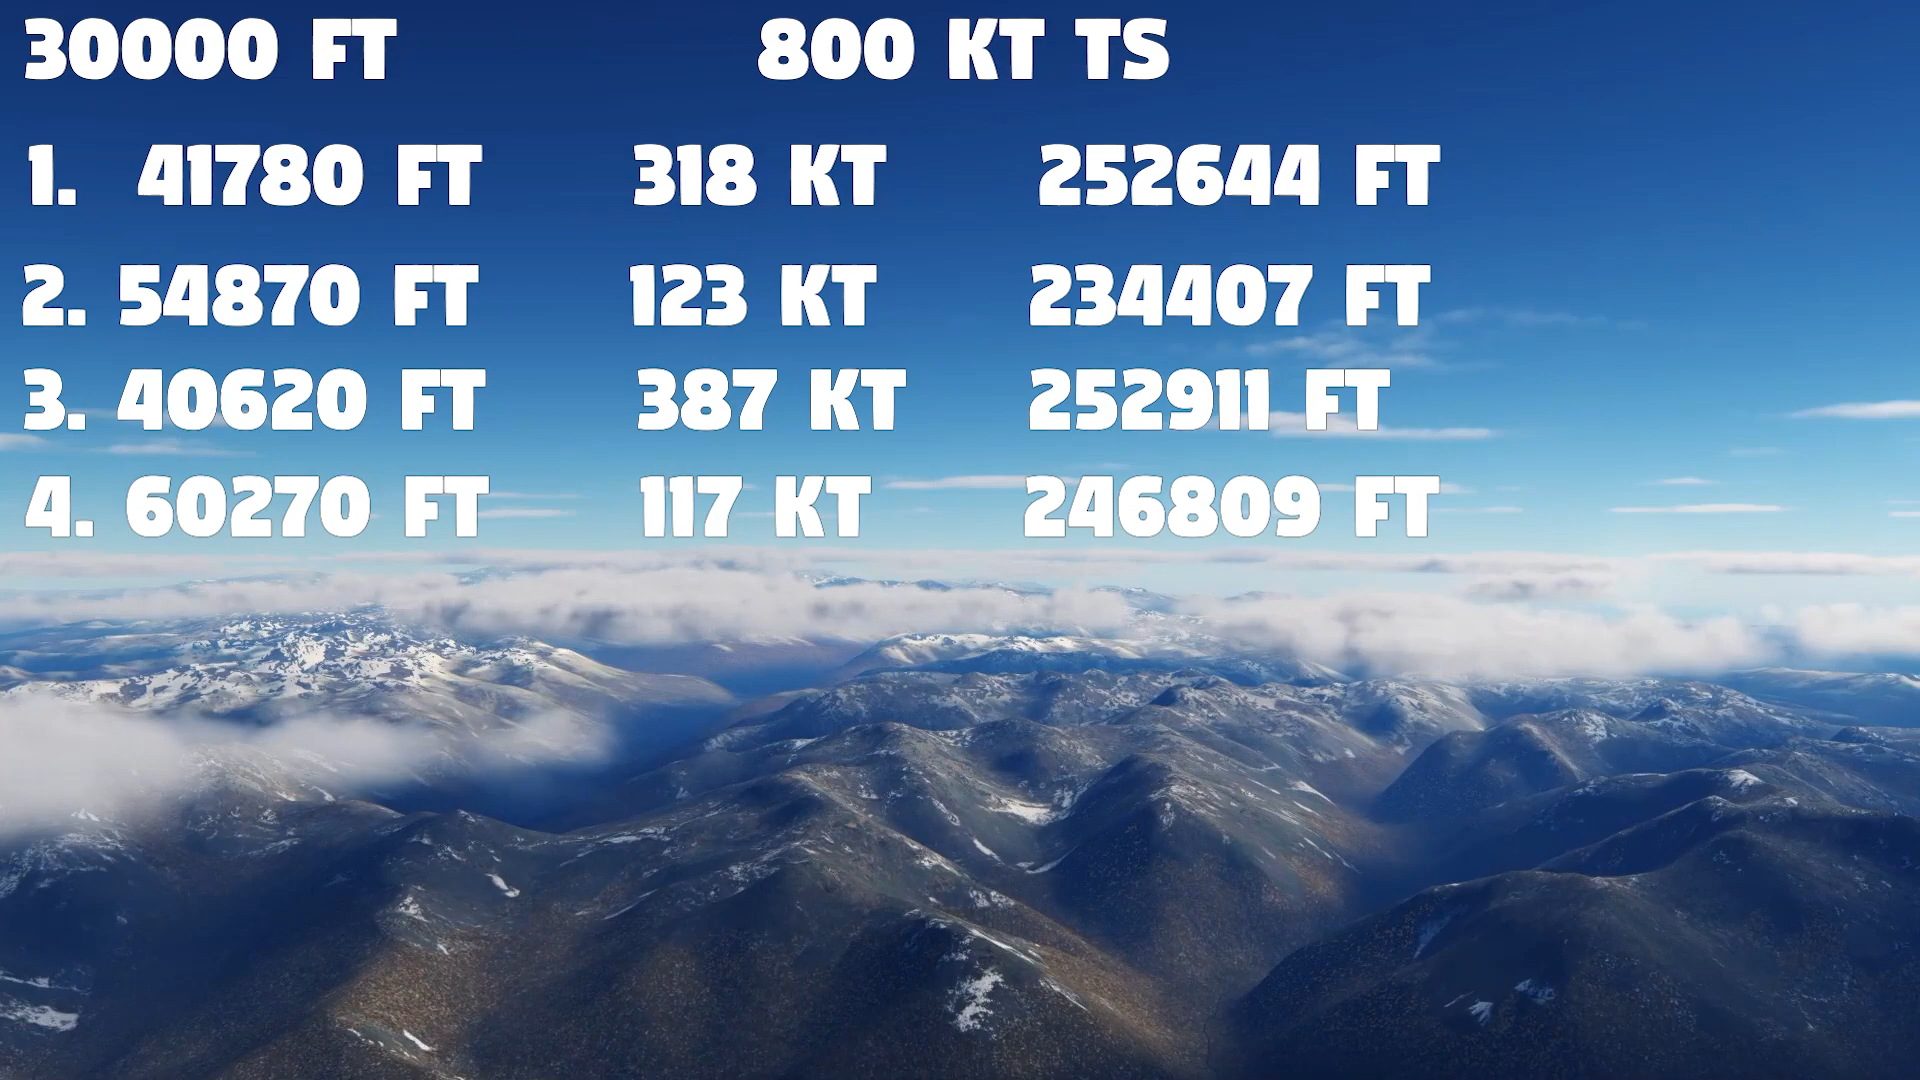 30000 FT 800 KT TS
1. 41780 FT 318 KT 252644 FT
2. 54870 FT 123 KT 234407 FT
3. 40620 FT 387 KT 252911 FT
4. 60270 FT 117 KT 246809 FT